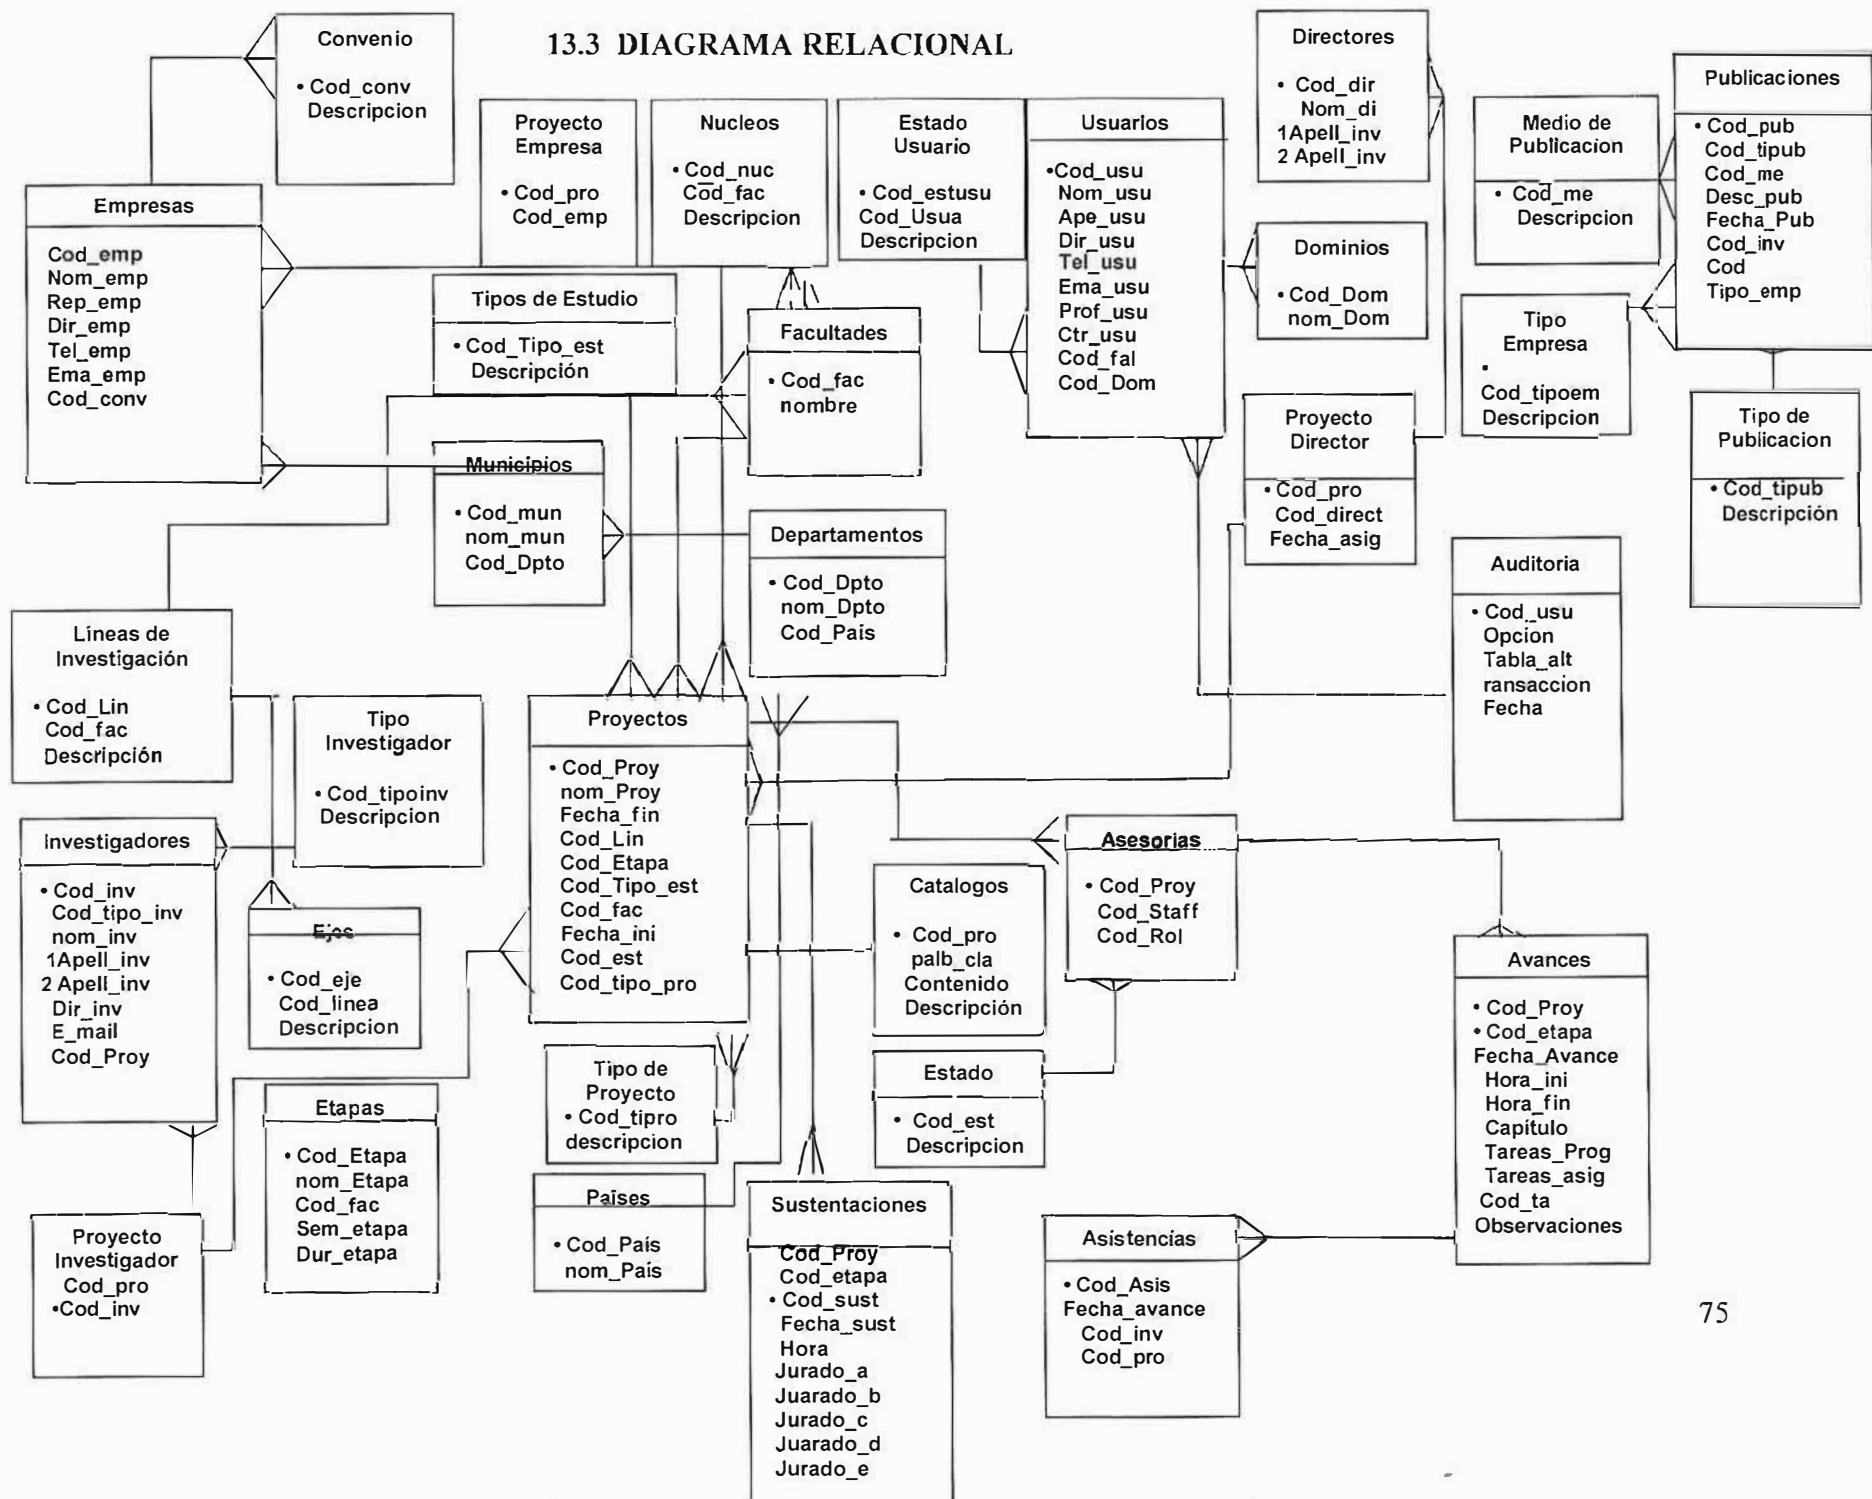 13.3 DIAGRAMA RELACIONAL
Convenio
• Cod_conv
Descripcion
Empresas
Cod_emp
Nom_emp
Rep_emp
Dir_emp
Tel_emp
Ema_emp
Cod_conv
Proyecto
Empresa
• Cod_pro
Cod_emp
Nucleos
• Cod_nuc
Cod_fac
Descripcion
Estado
Usuario
• Cod_estusu
Cod_Usua
Descripcion
Usuarios
•Cod_usu
Nom_usu
Ape_usu
Dir_usu
Tel_usu
Ema_usu
Prof_usu
Ctr_usu
Cod_fal
Cod_Dom
Directores
• Cod_dir
Nom_di
1Apell_inv
2 Apell_inv
Dominios
• Cod_Dom
nom_Dom
Medio de
Publicacion
• Cod_me
Descripcion
Publicaciones
• Cod_pub
Cod_tipub
Cod_me
Desc_pub
Fecha_Pub
Cod_inv
Cod
Tipo_emp
Tipo
Empresa
•
Cod_tipoem
Descripcion
Tipo de
Publicacion
• Cod_tipub
Descripción
Tipos de Estudio
• Cod_Tipo_est
Descripción
Facultades
• Cod_fac
nombre
Municipios
• Cod_mun
nom_mun
Cod_Dpto
Departamentos
• Cod_Dpto
nom_Dpto
Cod_País
Proyecto
Director
• Cod_pro
Cod_direct
Fecha_asig
Auditoria
• Cod_usu
Opcion
Tabla_alt
ransaccion
Fecha
Líneas de
Investigación
• Cod_Lin
Cod_fac
Descripción
Tipo
Investigador
• Cod_tipoinv
Descripcion
Proyectos
• Cod_Proy
nom_Proy
Fecha_fin
Cod_Lin
Cod_Etapa
Cod_Tipo_est
Cod_fac
Fecha_ini
Cod_est
Cod_tipo_pro
Investigadores
• Cod_inv
Cod_tipo_inv
nom_inv
1Apell_inv
2 Apell_inv
Dir_inv
E_mail
Cod_Proy
Ejes
• Cod_eje
Cod_linea
Descripcion
Catalogos
• Cod_pro
palb_cla
Contenido
Descripción
Asesorias
• Cod_Proy
Cod_Staff
Cod_Rol
Avances
• Cod_Proy
• Cod_etapa
Fecha_Avance
Hora_ini
Hora_fin
Capítulo
Tareas_Prog
Tareas_asig
Cod_ta
Observaciones
Tipo de
Proyecto
• Cod_tipro
descripcion
Estado
• Cod_est
Descripcion
Etapas
• Cod_Etapa
nom_Etapa
Cod_fac
Sem_etapa
Dur_etapa
Países
• Cod_País
nom_País
Proyecto
Investigador
Cod_pro
•Cod_inv
Sustentaciones
Cod_Proy
Cod_etapa
• Cod_sust
Fecha_sust
Hora
Jurado_a
Juarado_b
Jurado_c
Juarado_d
Jurado_e
Asistencias
• Cod_Asis
Fecha_avance
Cod_inv
Cod_pro
75